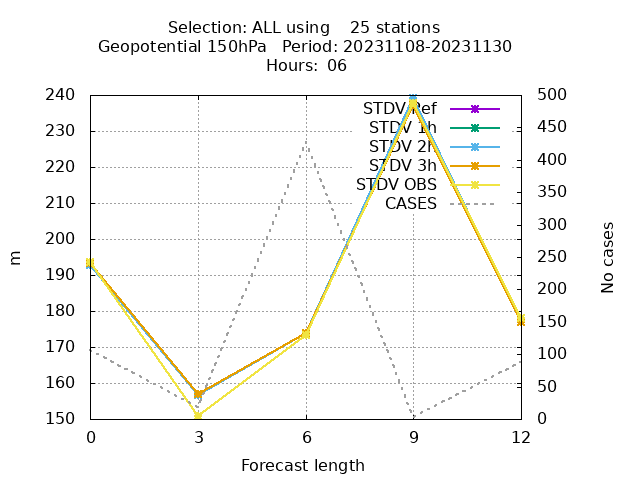 Selection: ALL using    25 stations
Geopotential 150hPa   Period: 20231108-20231130
Hours: 06
240
230
220
210
200
190
180
170
160
150
m
STDV Ref
STDV 1h
STDV 2h
STDV 3h
STDV OBS
CASES
500
450
400
350
300
250
200
150
100
50
0
No cases
0 3 6 9 12
Forecast length